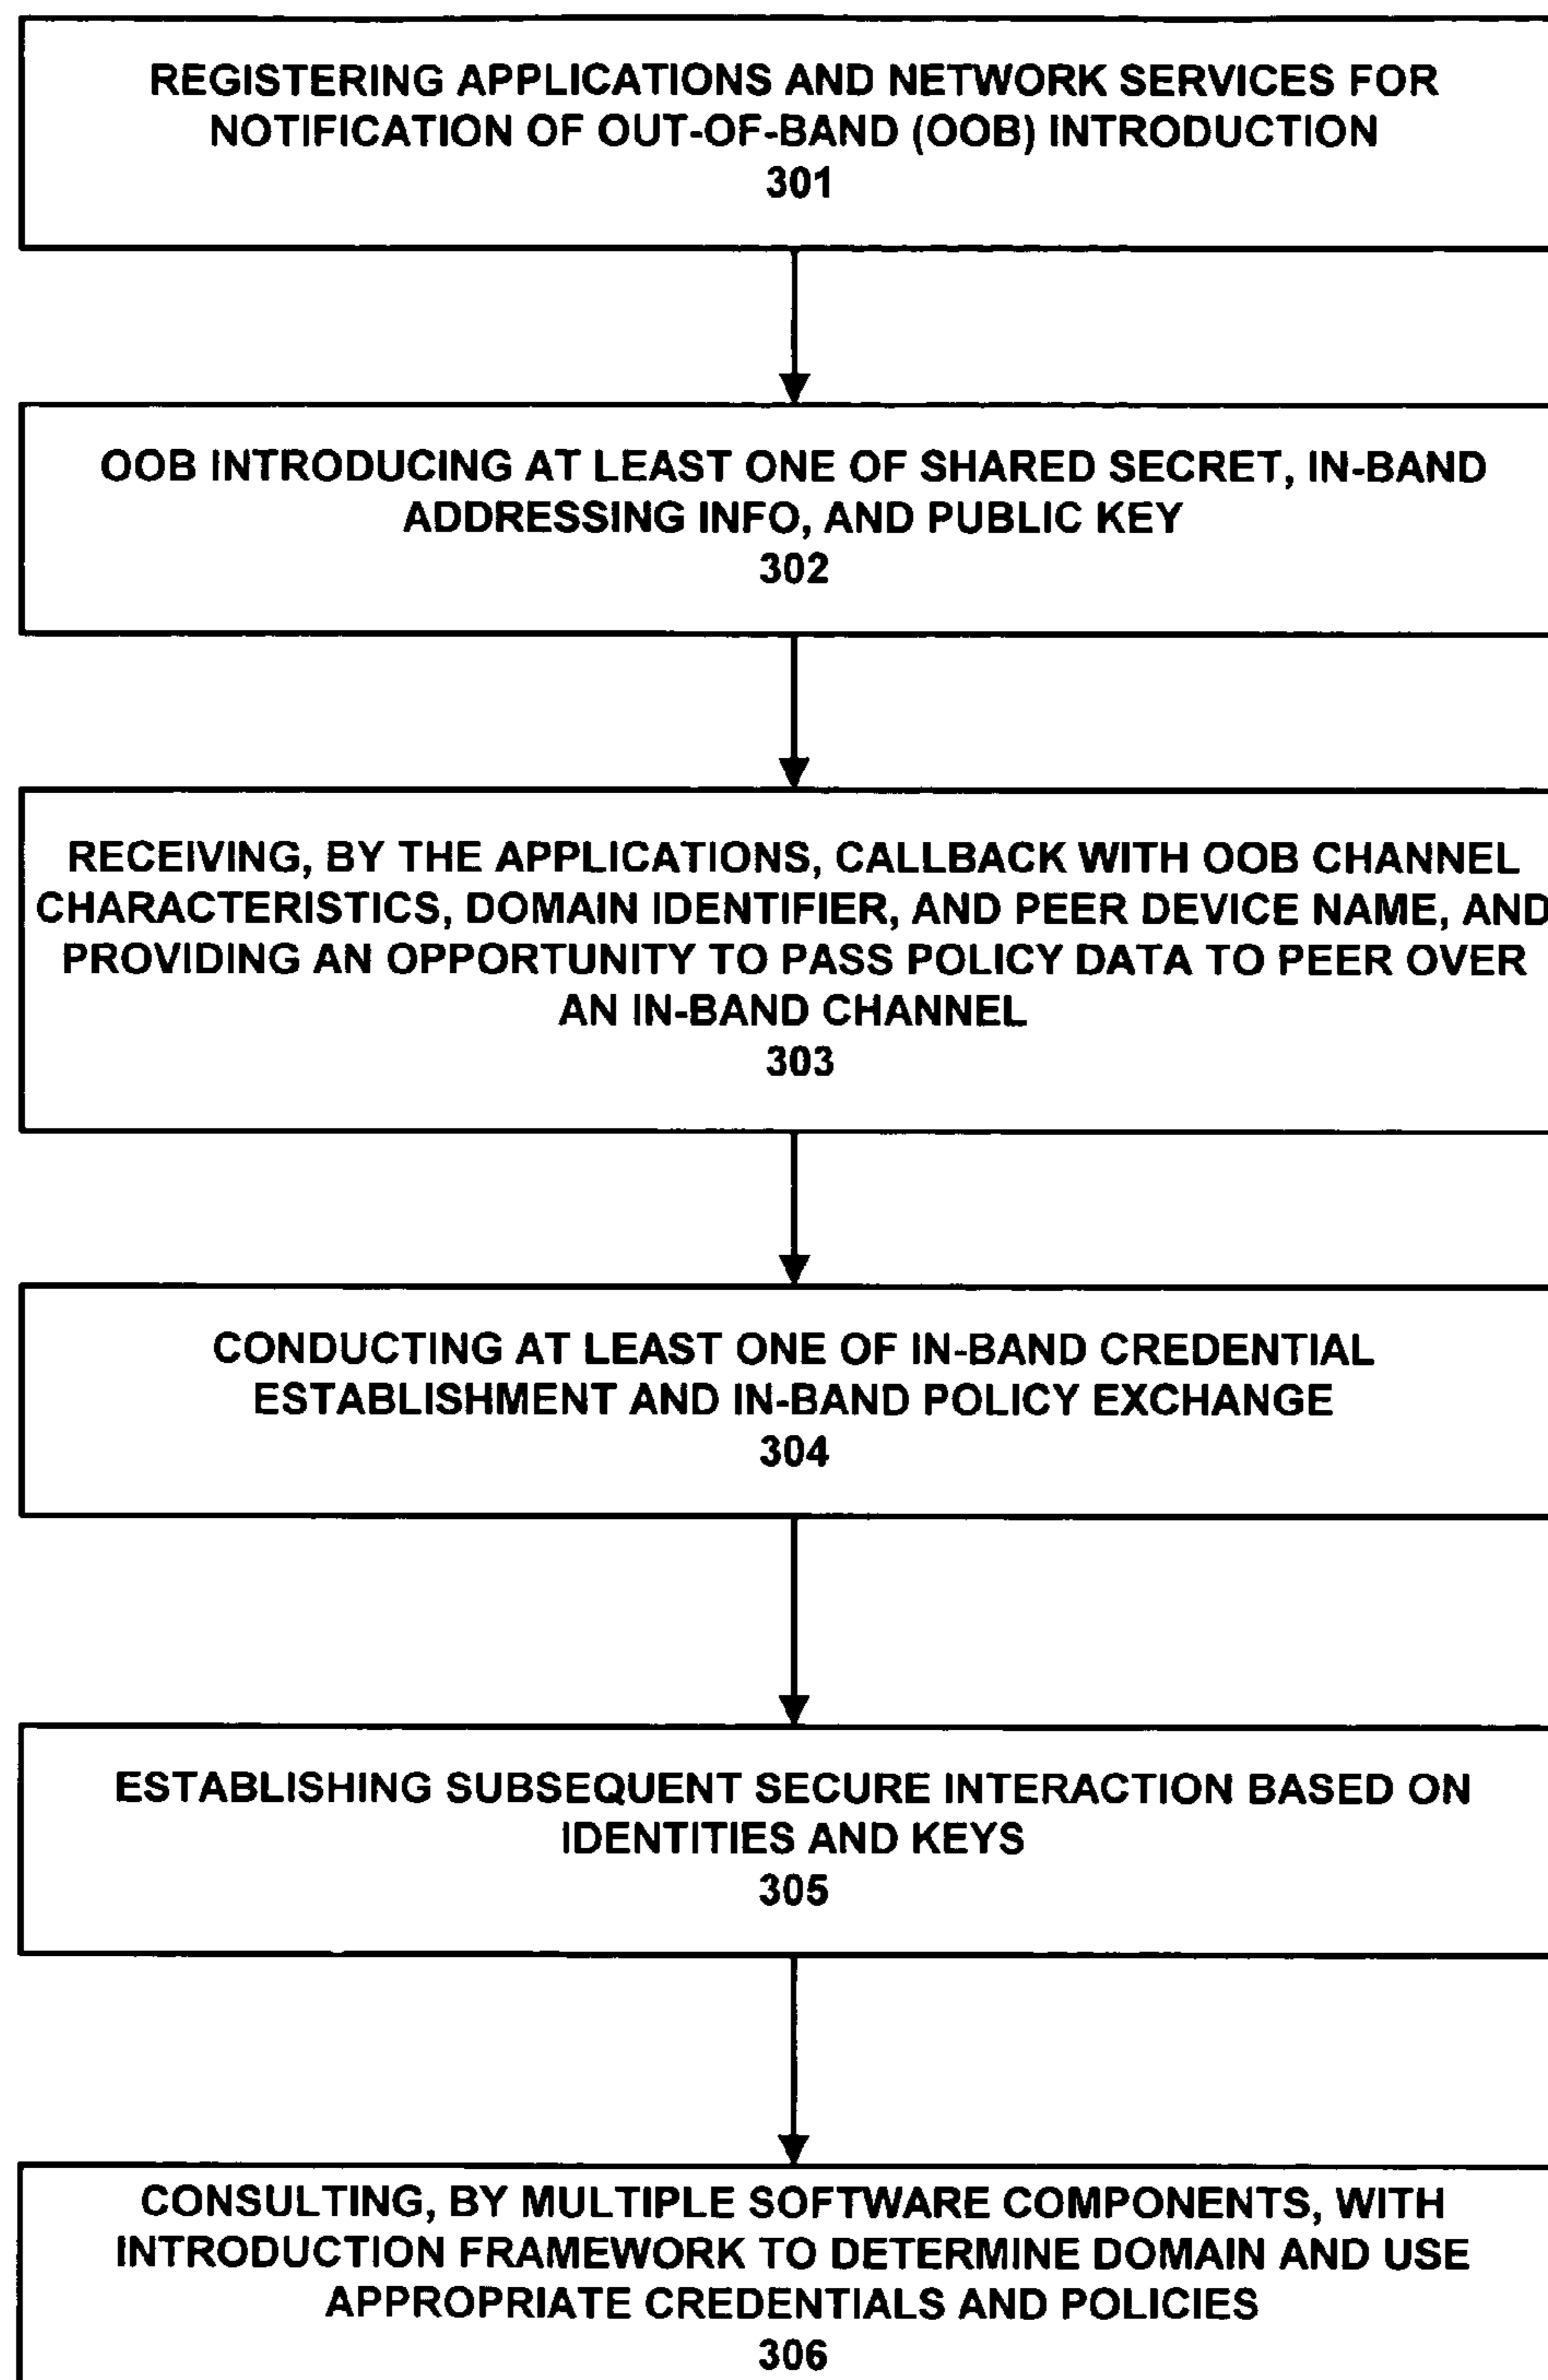 REGISTERING APPLICATIONS AND NETWORK SERVICES FOR
NOTIFICATION OF OUT-OF-BAND (OOB) INTRODUCTION
301
OOB INTRODUCING AT LEAST ONE OF SHARED SECRET, IN-BAND
ADDRESSING INFO, AND PUBLIC KEY
302
RECEIVING, BY THE APPLICATIONS, CALLBACK WITH OOB CHANNEL
CHARACTERISTICS, DOMAIN IDENTIFIER, AND PEER DEVICE NAME, AND
PROVIDING AN OPPORTUNITY TO PASS POLICY DATA TO PEER OVER
AN IN-BAND CHANNEL
303
CONDUCTING AT LEAST ONE OF IN-BAND CREDENTIAL
ESTABLISHMENT AND IN-BAND POLICY EXCHANGE
304
ESTABLISHING SUBSEQUENT SECURE INTERACTION BASED ON
IDENTITIES AND KEYS
305
CONSULTING, BY MULTIPLE SOFTWARE COMPONENTS, WITH
INTRODUCTION FRAMEWORK TO DETERMINE DOMAIN AND USE
APPROPRIATE CREDENTIALS AND POLICIES
306